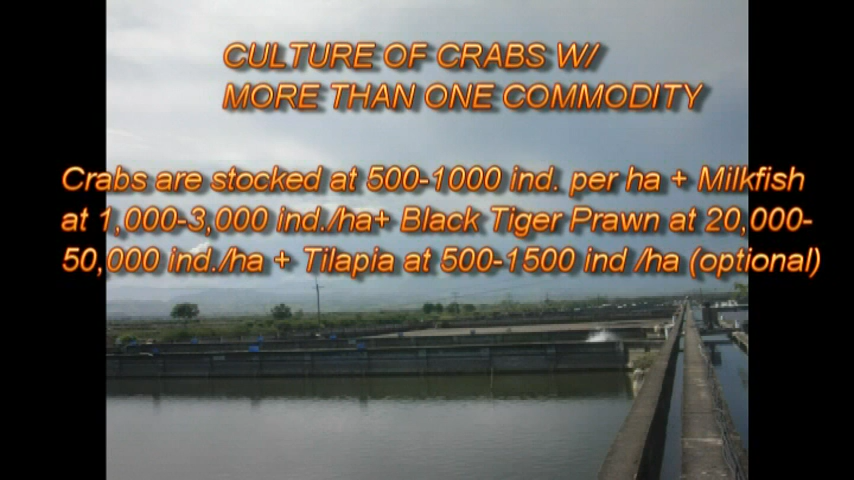 CULTURE OF CRABS W/
MORE THAN ONE COMMODITY
Crabs are stocked at 500-1000 ind. per ha + Milkfish
at 1,000-3,000 ind./ha+ Black Tiger Prawn at 20,000-
50,000 ind./ha + Tilapia at 500-1500 ind /ha (optional)